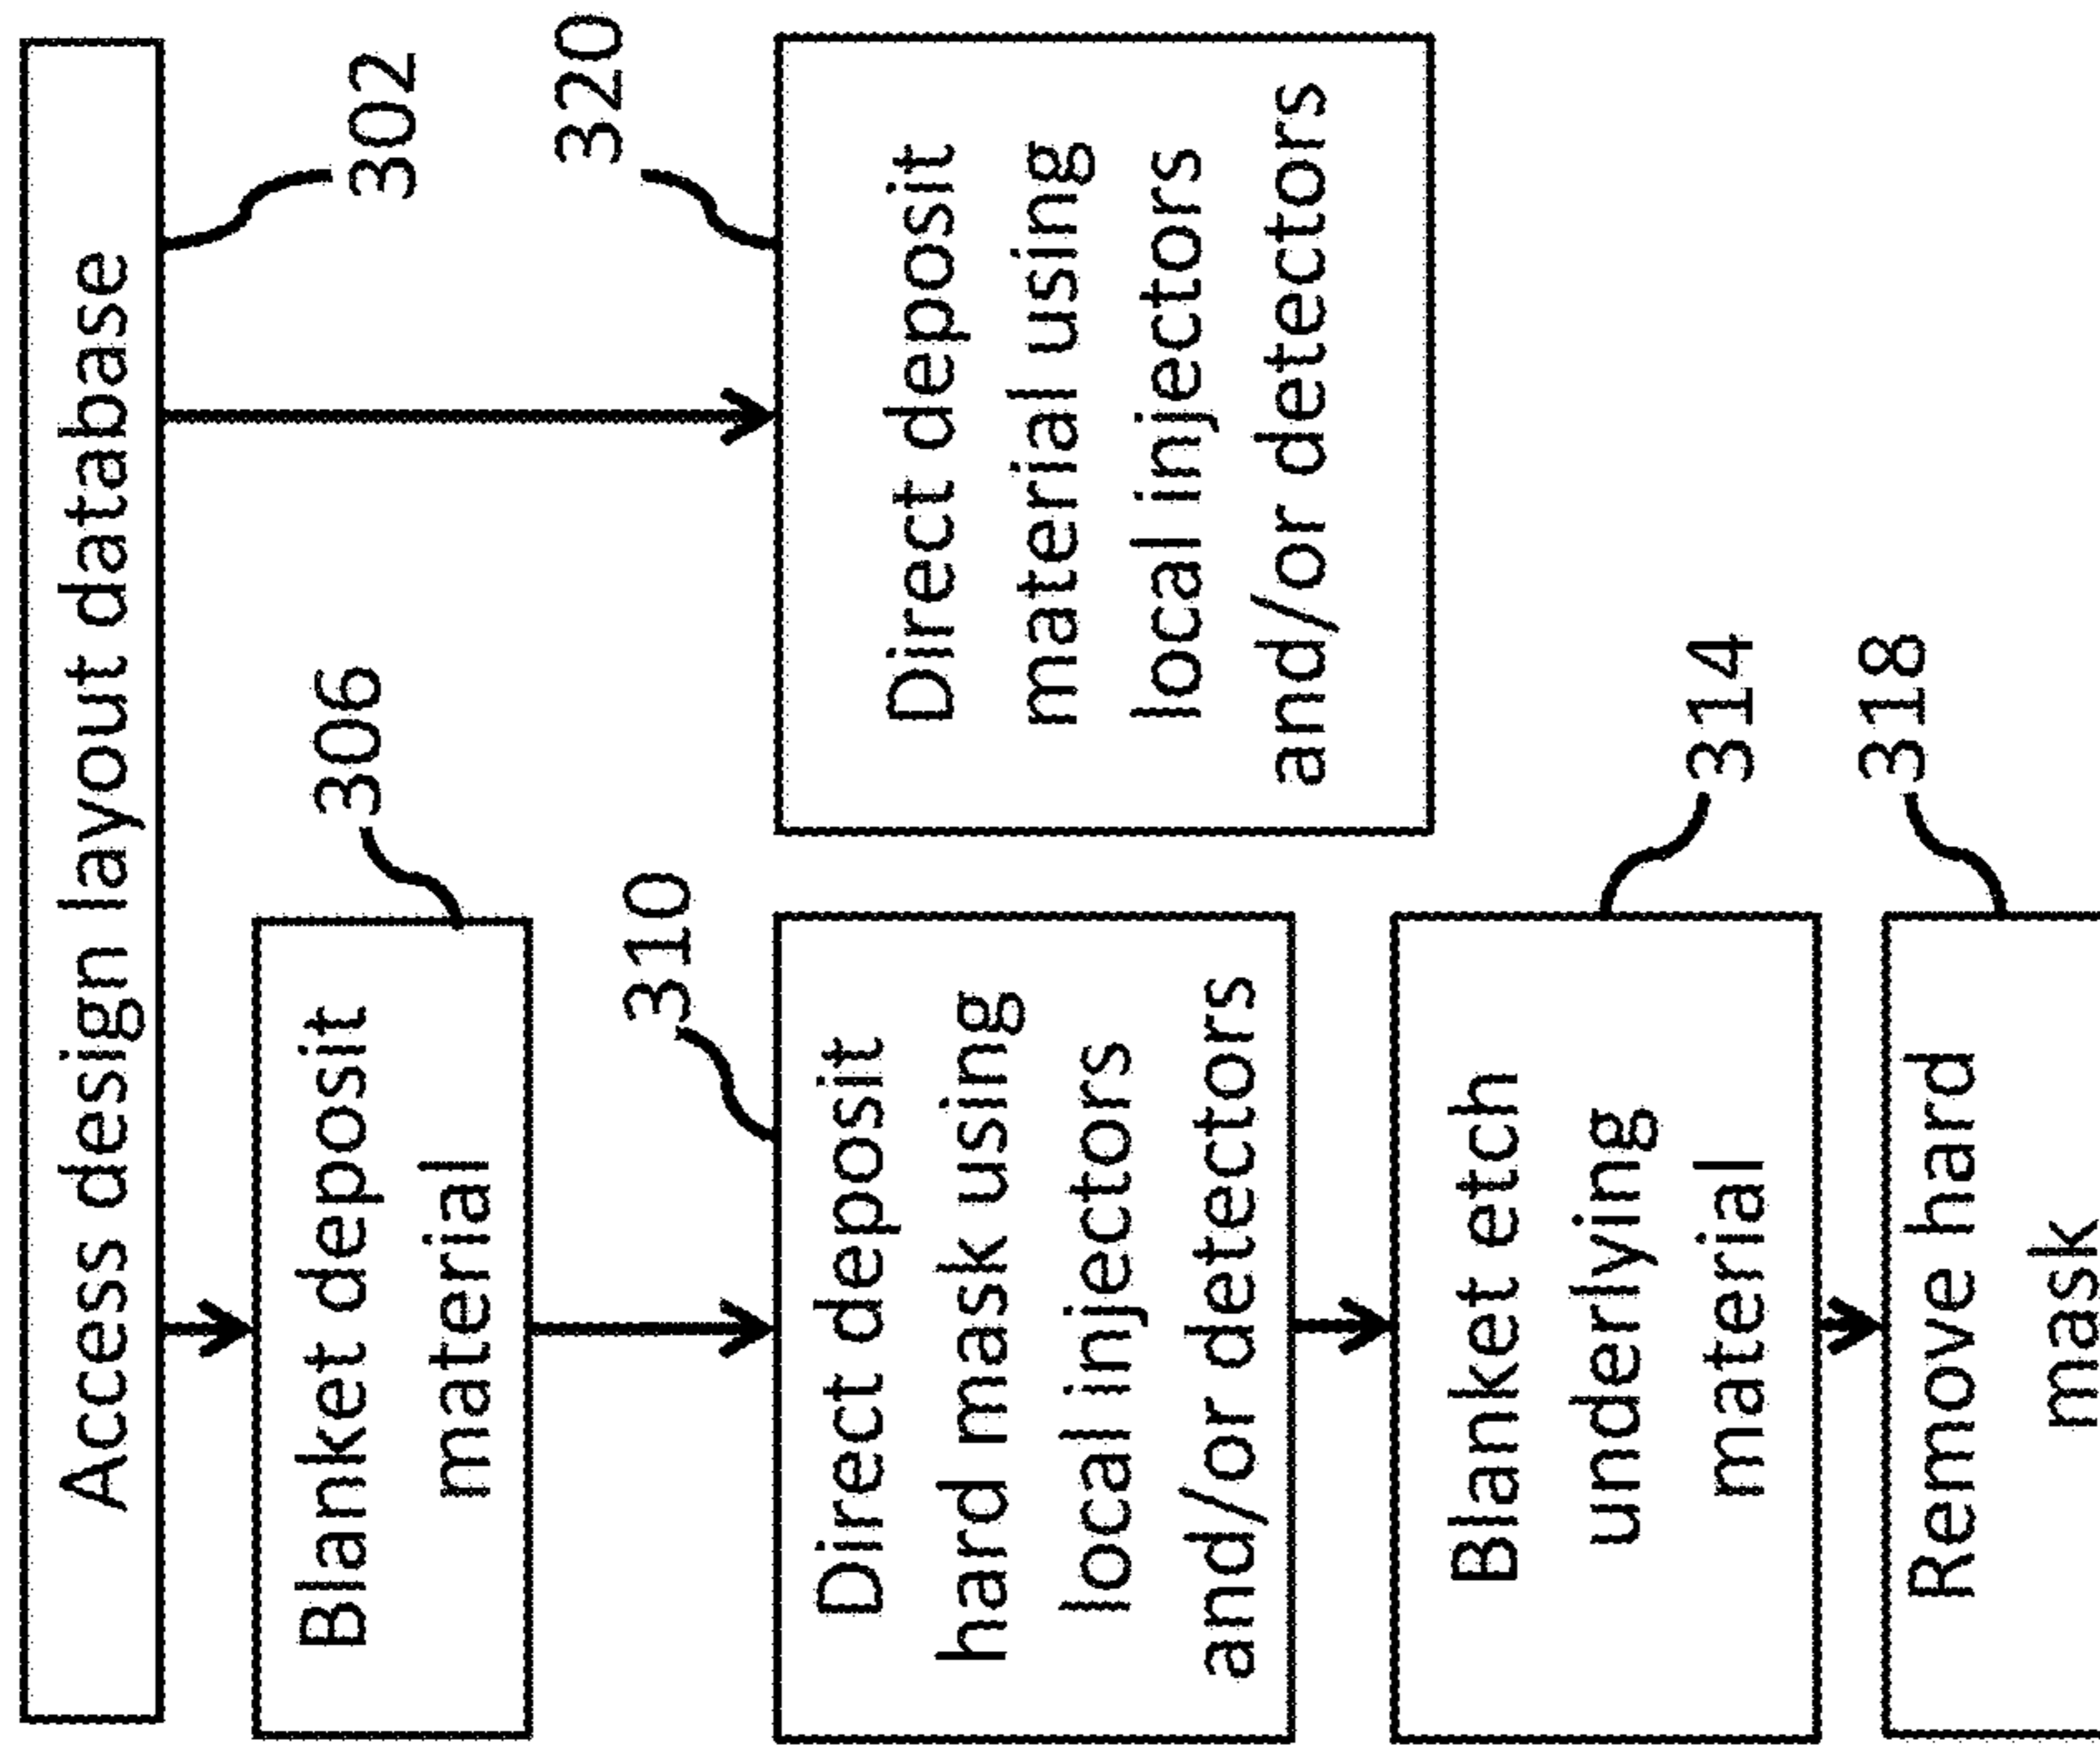 Access design layout database
302
Blanket deposit
material
306
Direct deposit
hard mask using
local injectors
and/or detectors
310
Direct deposit
material using
local injectors
and/or detectors
320
Blanket etch
underlying
material
314
Remove hard
mask
318